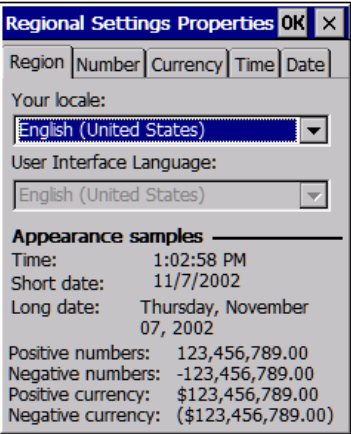 Regional Settings Properties OK ×
Region Number Currency Time Date
Your locale:
English (United States)
User Interface Language:
English (United States)
Appearance samples
Time: 1:02:58 PM
Short date: 11/7/2002
Long date: Thursday, November
07, 2002
Positive numbers: 123,456,789.00
Negative numbers: -123,456,789.00
Positive currency: $123,456,789.00
Negative currency: ($123,456,789.00)